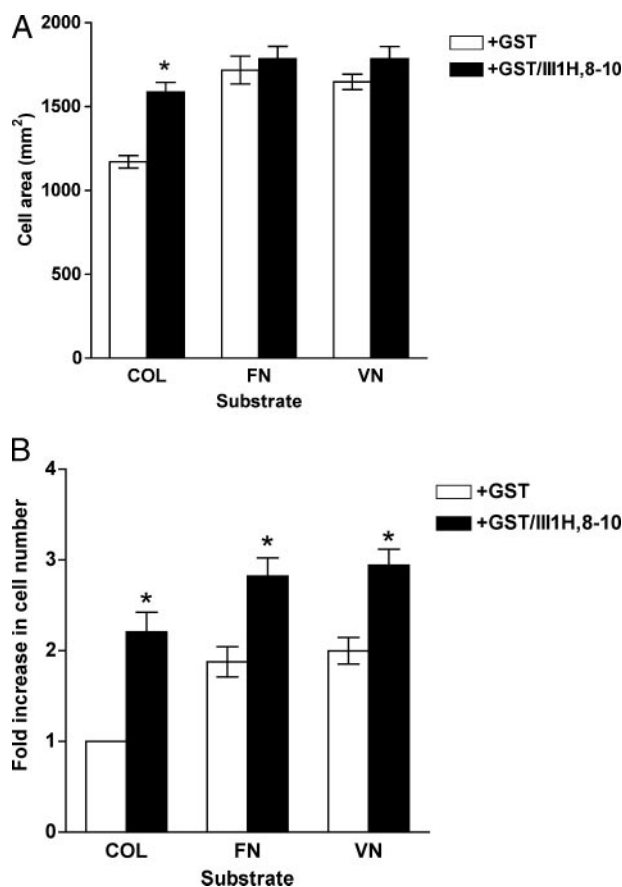 A
Cell area (mm²)
2000
1500
1000
500
0
*
COL FN VN
Substrate
+GST
+GST/III1H,8-10
B
Fold increase in cell number
4
3
2
1
0
* * *
COL FN VN
Substrate
+GST
+GST/III1H,8-10